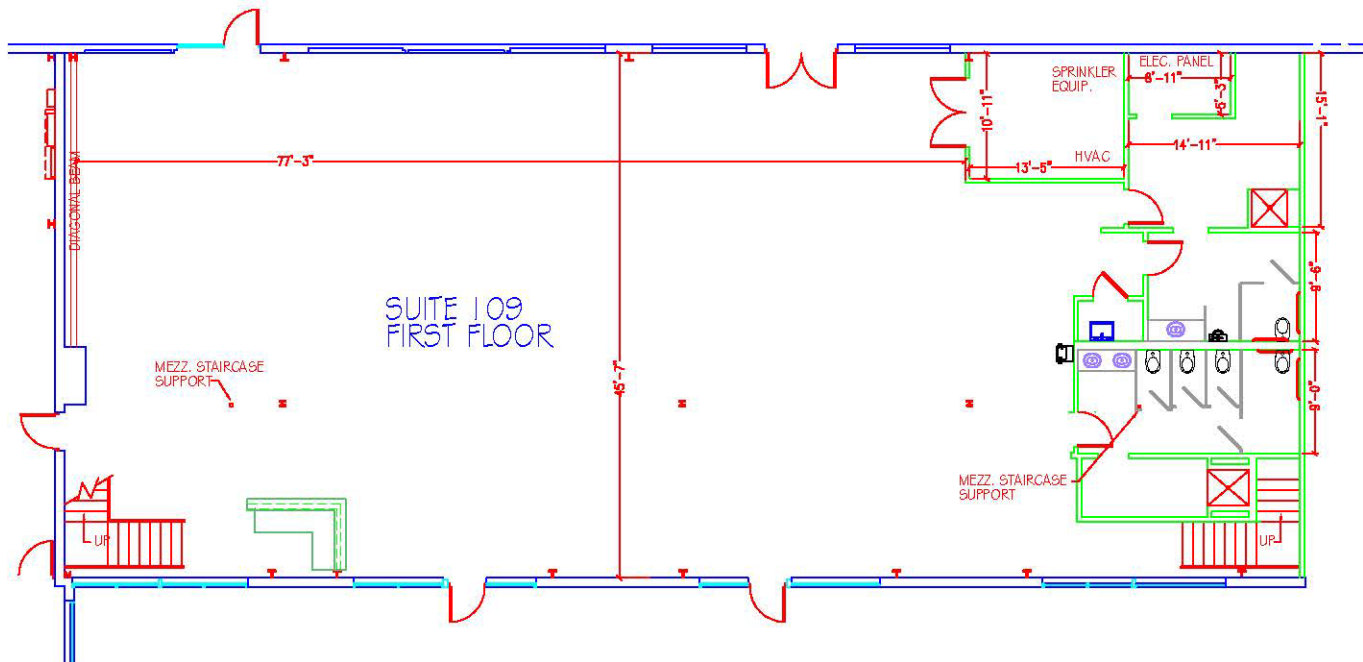 SPRINKLER
EQUIP.
ELEC. PANEL
6'-11"
5'-3"
15'-1"
10'-11"
14'-11"
77'-3"
HVAC
13'-5"
DIAGONAL BEAM
9'-6"
SUITE 109
FIRST FLOOR
MEZZ. STAIRCASE
SUPPORT
45'-7"
9'-0"
MEZZ. STAIRCASE
SUPPORT
UP
UP